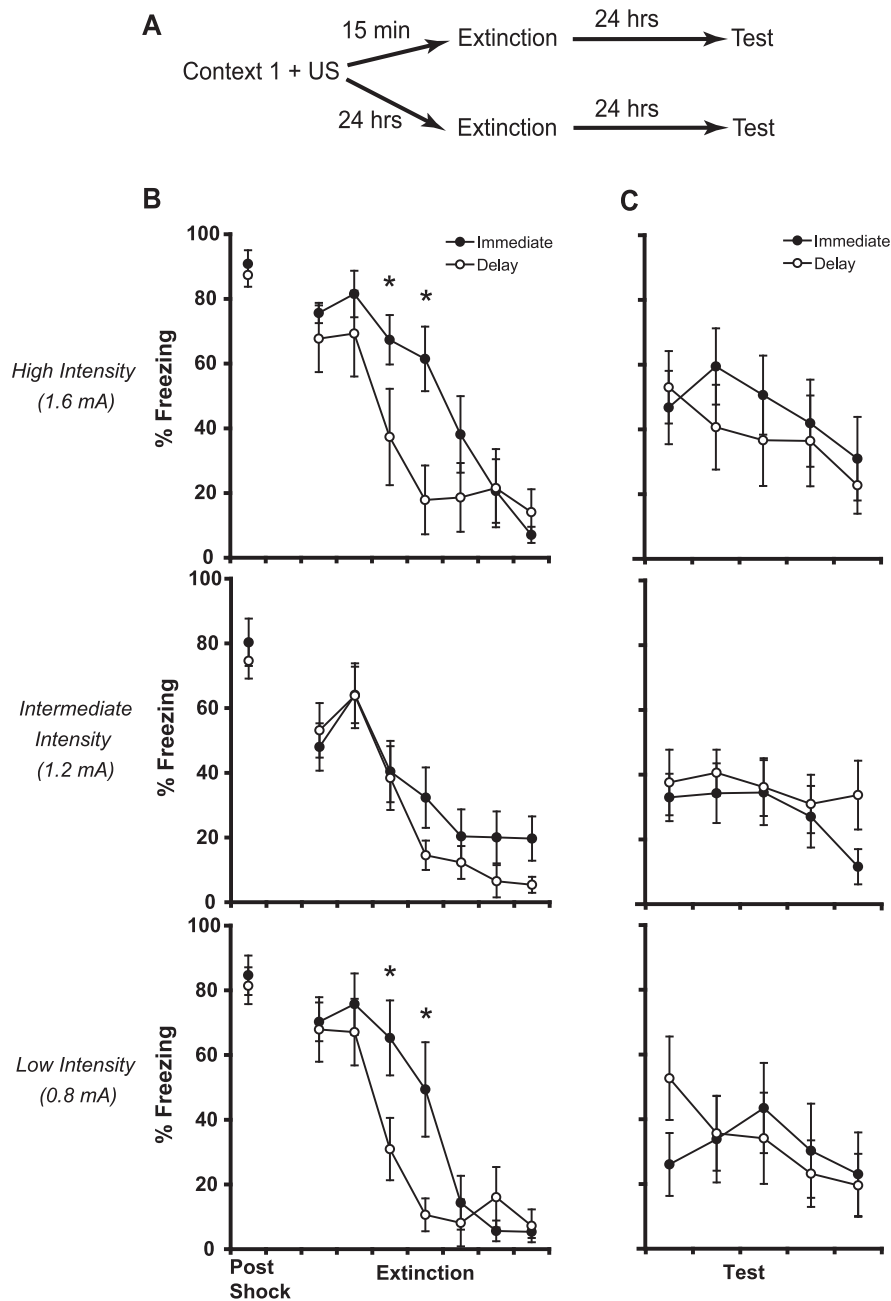 A
15 min
Extinction
24 hrs
Test
Context 1 + US
24 hrs
Extinction
24 hrs
Test
B
C
High Intensity
(1.6 mA)
% Freezing
100
80
60
40
20
0
Immediate
Delay
*
*
Immediate
Delay
Intermediate
Intensity
(1.2 mA)
% Freezing
100
80
60
40
20
0
Low Intensity
(0.8 mA)
% Freezing
100
80
60
40
20
0
*
*
Post
Shock
Extinction
Test